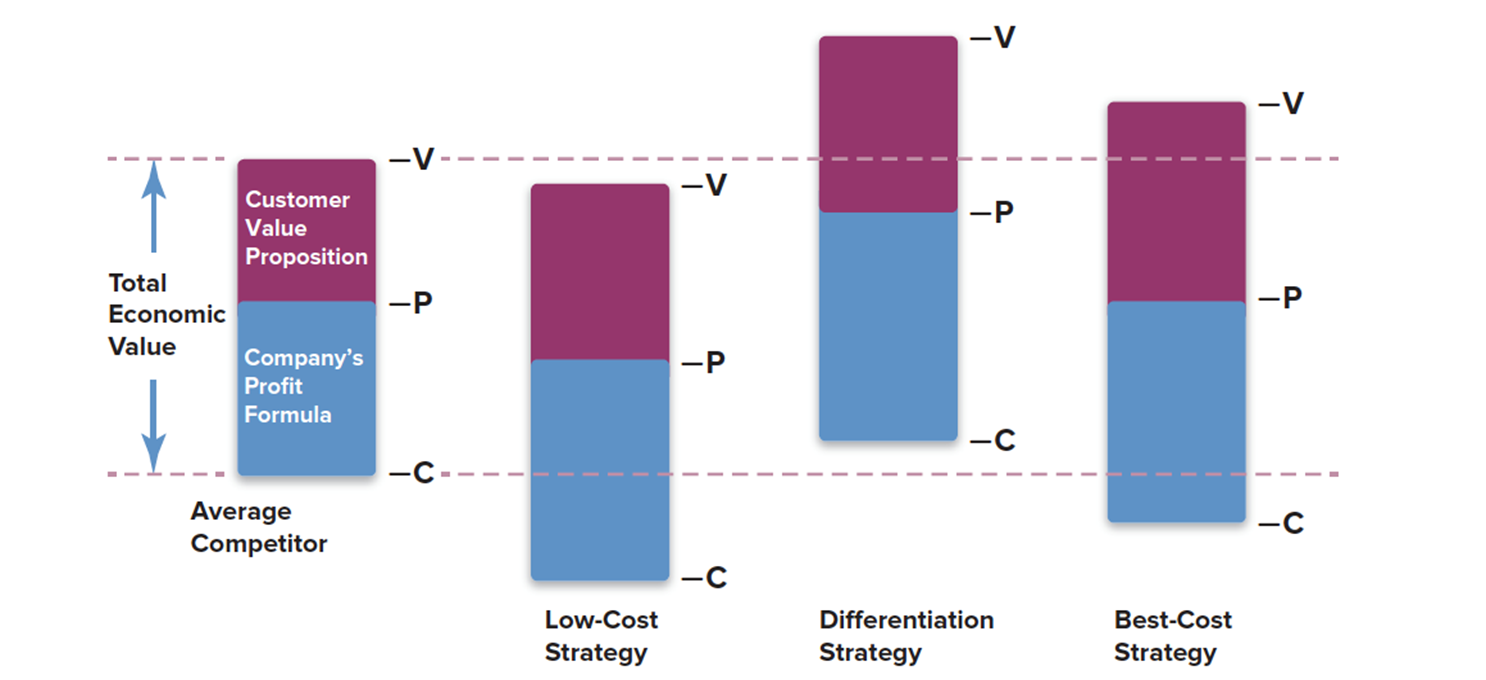 –V
–V
–V
Customer
Value
Proposition
–V
–P
Total
Economic
Value
–P
–P
Company's
Profit
Formula
–P
–C
–C
Average
Competitor
–C
–C
Low-Cost
Strategy
Differentiation
Strategy
Best-Cost
Strategy